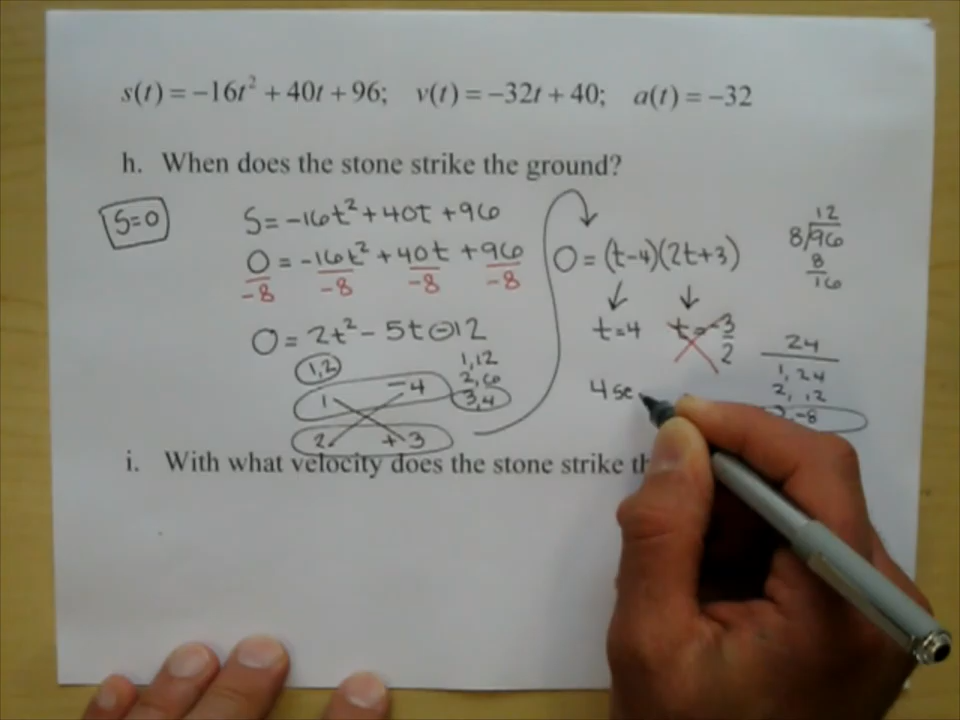 s(t) = −16t² + 40t + 96; v(t) = −32t + 40; a(t) = −32
h. When does the stone strike the ground?
S=0
S = -16t² + 40t + 96
0 = -16t² + 40t + 96
-8 -8 -8 -8
0 = 2t² - 5t - 12
1,2
1 -4
2 +3
1,12
2,6
3,4
0 = (t-4)(2t+3)
t=4 t=-3/2
4 se
12
8/96
8
16
24
1, 24
2, 12
, -8
i. With what velocity does the stone strike